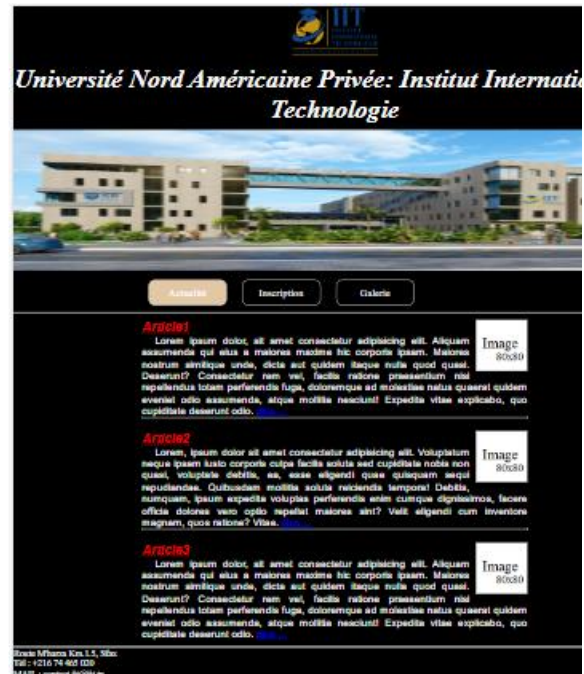 IIT
Université Nord Américaine Privée: Institut Internatio
Technologie
IIT
Actualité
Inscription
Galerie
Article1
Lorem ipsum dolor, sit amet consectetur adipisicing elit. Aliquam
assumenda qui eius a maiores maxime hic corporis ipsam. Maiores
nostrum similique unde, dicta aut quidem itaque nulla quod quasi.
Deserunt? Consectetur rem vel, facilis ratione praesentium nisi
repellendus totam perferendis fuga, doloremque ad molestiae natus quaerat quidem
eveniet odio assumenda, atque mollitia nesciunt! Expedita vitae explicabo, quo
cupiditate deserunt odio.
Image
80x80
Article2
Lorem, ipsum dolor sit amet consectetur adipisicing elit. Voluptatum
neque ipsam iusto corporis culpa facilis soluta sed cupiditate nobis non
quasi, voluptate debitis, ea, esse eligendi quae quisquam sequi
repudiandae. Quibusdam mollitia soluta reiciendis tempora! Debitis,
numquam, ipsum expedita voluptas perferendis enim cumque dignissimos, facere
officia dolores vero optio repellat maiores sint? Velit eligendi cum inventore
magnam, quos ratione? Vitae.
Image
80x80
Article3
Lorem ipsum dolor, sit amet consectetur adipisicing elit. Aliquam
assumenda qui eius a maiores maxime hic corporis ipsam. Maiores
nostrum similique unde, dicta aut quidem itaque nulla quod quasi.
Deserunt? Consectetur rem vel, facilis ratione praesentium nisi
repellendus totam perferendis fuga, doloremque ad molestiae natus quaerat quidem
eveniet odio assumenda, atque mollitia nesciunt! Expedita vitae explicabo, quo
cupiditate deserunt odio.
Image
80x80
Route Mharza Km 1.5, Sfax
Tél : +216 74 465 020